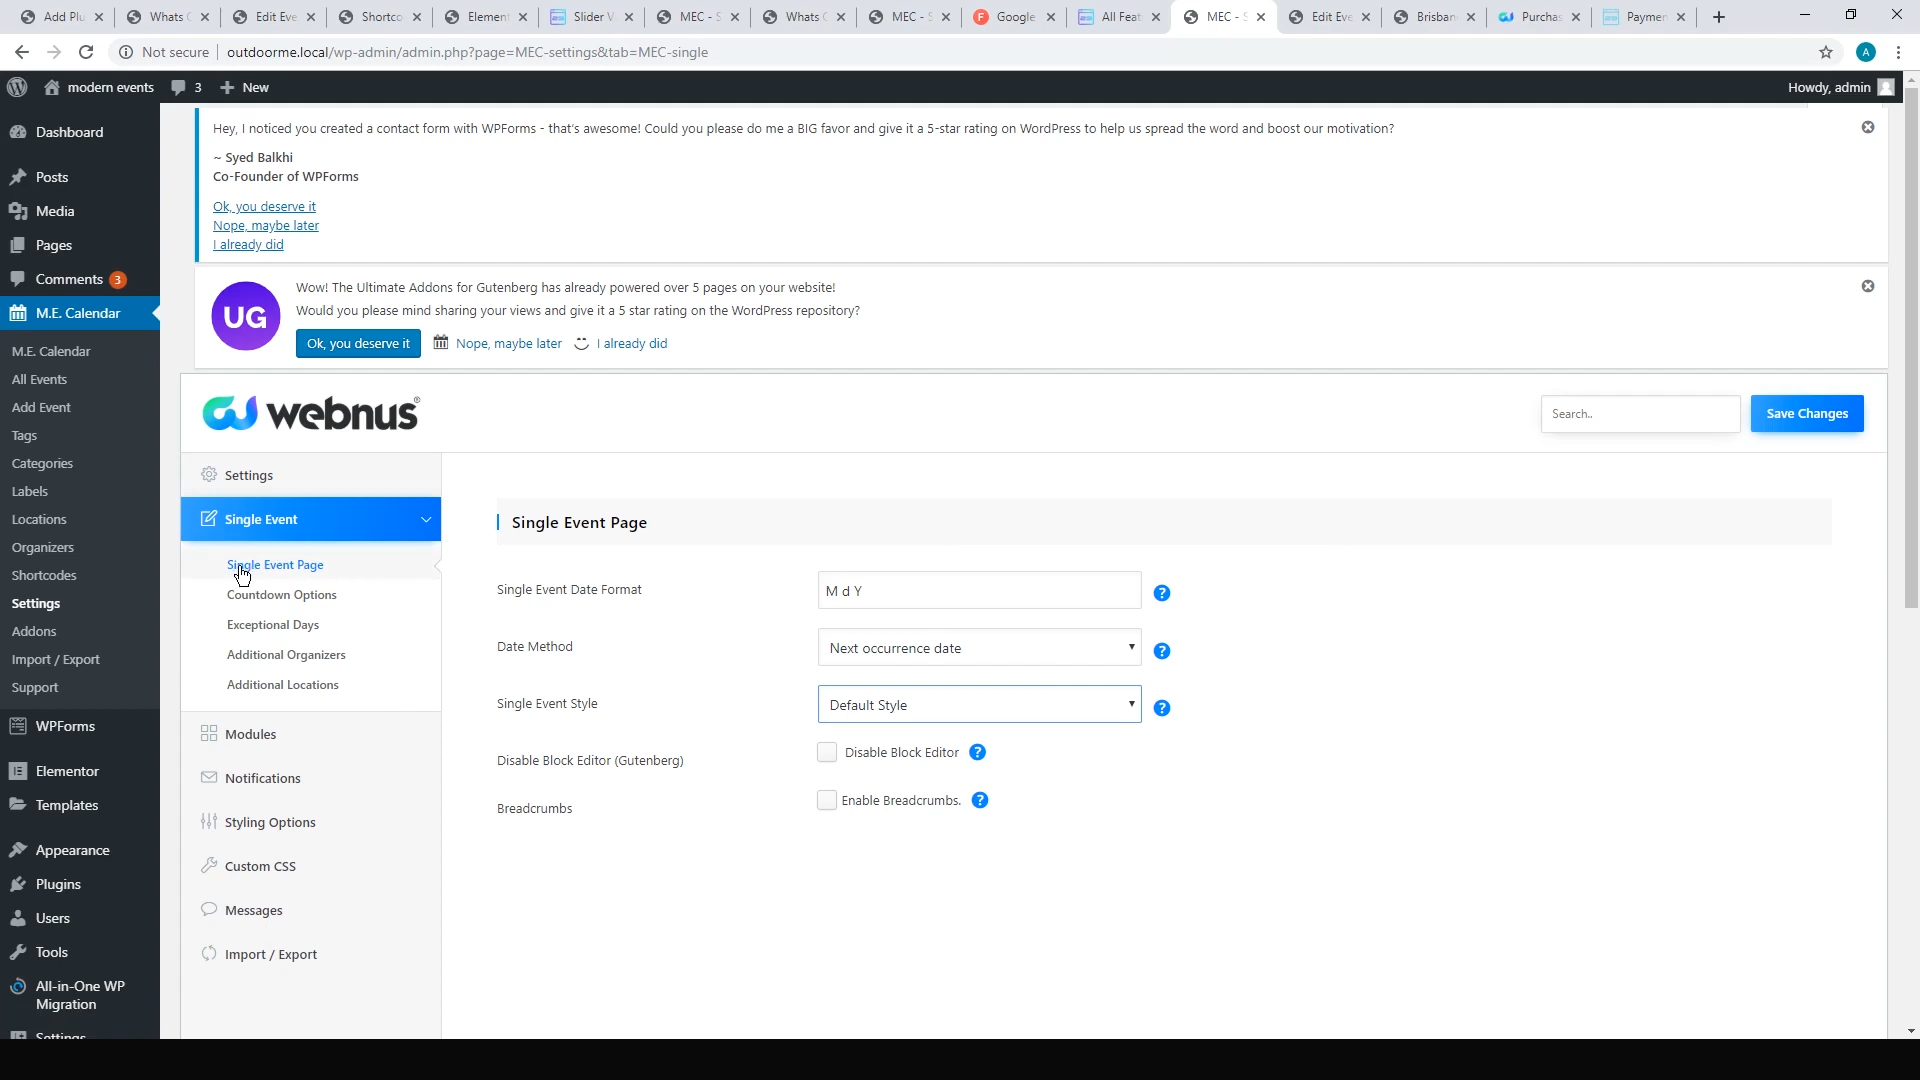 Add Plu
Whats
Edit Eve
Shortco
Elemen
Slider V
MEC - S
Whats
MEC - S
Google
All Feat
MEC - S
Edit Eve
Brisban
Purchas
Paymen
Not secure
outdoorme.local/wp-admin/admin.php?page=MEC-settings&tab=MEC-single
A
modern events
3
New
Howdy, admin
Dashboard
Posts
Media
Pages
Comments 3
M.E. Calendar
M.E. Calendar
All Events
Add Event
Tags
Categories
Labels
Locations
Organizers
Shortcodes
Settings
Addons
Import / Export
Support
WPForms
Elementor
Templates
Appearance
Plugins
Users
Tools
All-in-One WP
Migration
Settings
Hey, I noticed you created a contact form with WPForms - that's awesome! Could you please do me a BIG favor and give it a 5-star rating on WordPress to help us spread the word and boost our motivation?
~ Syed Balkhi
Co-Founder of WPForms
Ok, you deserve it
Nope, maybe later
I already did
UG
Wow! The Ultimate Addons for Gutenberg has already powered over 5 pages on your website!
Would you please mind sharing your views and give it a 5 star rating on the WordPress repository?
Ok, you deserve it
Nope, maybe later
I already did
webnus®
Search..
Save Changes
Settings
Single Event
Single Event Page
Countdown Options
Exceptional Days
Additional Organizers
Additional Locations
Modules
Notifications
Styling Options
Custom CSS
Messages
Import / Export
Single Event Page
Single Event Date Format
M d Y
?
Date Method
Next occurrence date
?
Single Event Style
Default Style
?
Disable Block Editor (Gutenberg)
Disable Block Editor
?
Breadcrumbs
Enable Breadcrumbs.
?